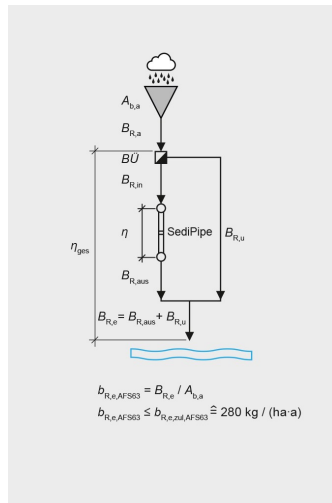 A_b,a
B_R,a
BÜ
B_R,in
η SediPipe B_R,u
η_ges
B_R,aus
B_R,e = B_R,aus + B_R,u
b_R,e,AFS63 = B_R,e / A_b,a
b_R,e,AFS63 ≤ b_R,e,zul,AFS63 ≙ 280 kg / (ha·a)